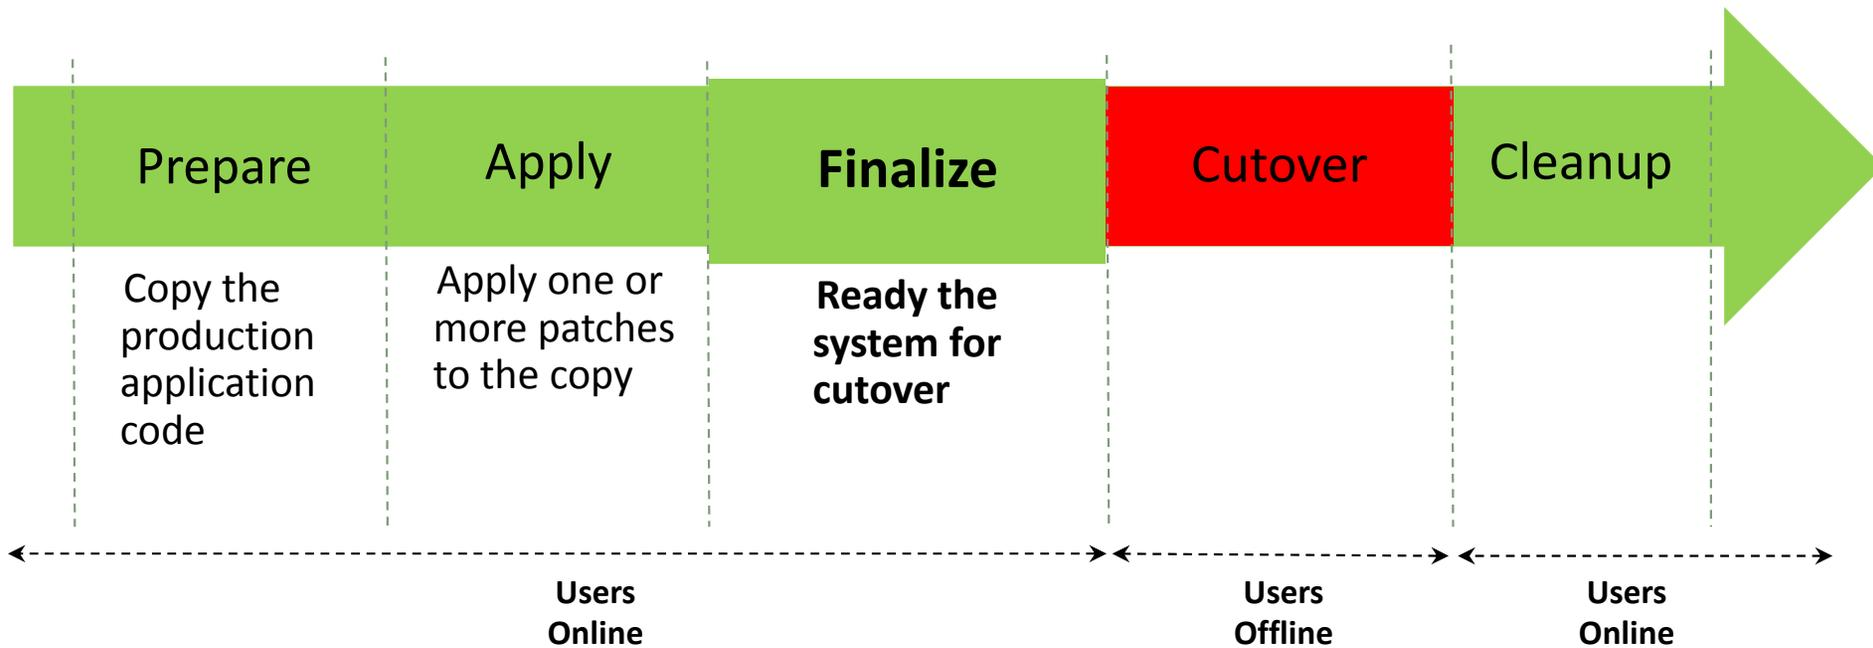 Prepare
Apply
Finalize
Cutover
Cleanup
Copy the
production
application
code
Apply one or
more patches
to the copy
Ready the
system for
cutover
Users
Online
Users
Offline
Users
Online